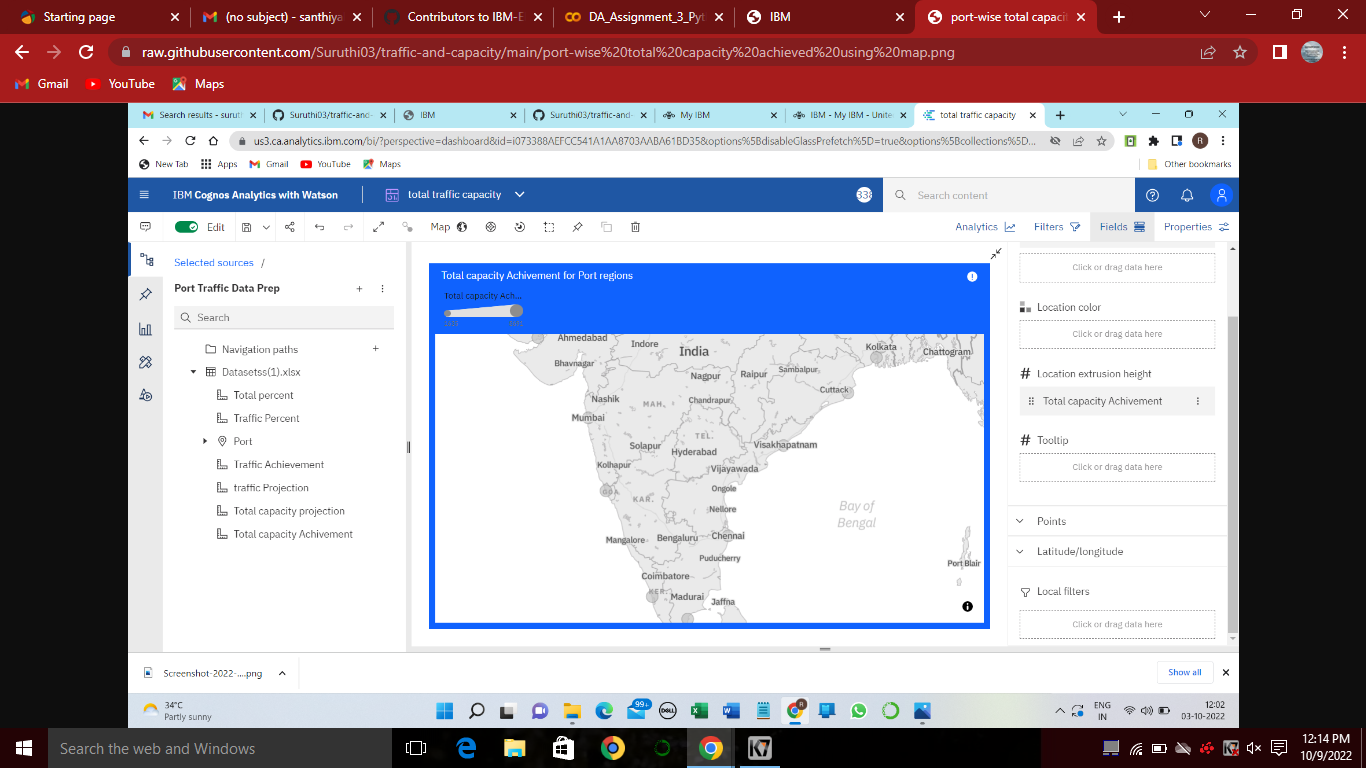 Starting page
(no subject) - santhiya
Contributors to IBM-E
DA_Assignment_3_Pyt
IBM
port-wise total capacit
raw.githubusercontent.com/Suruthi03/traffic-and-capacity/main/port-wise%20total%20capacity%20achieved%20using%20map.png
Gmail
YouTube
Maps
Search results - surut
Suruthi03/traffic-and-
IBM
Suruthi03/traffic-and-
My IBM
IBM - My IBM - Unite
total traffic capacity
us3.ca.analytics.ibm.com/bi/?perspective=dashboard&id=i073388AEFCC541A1AA8703AABA61BD35&options%5BdisableGlassPrefetch%5D=true&options%5Bcollections%5D...
R
New Tab
Apps
Gmail
YouTube
Maps
Other bookmarks
IBM Cognos Analytics with Watson
total traffic capacity
Search content
Edit
Map
Analytics
Filters
Fields
Properties
Selected sources /
Port Traffic Data Prep
Search
Navigation paths
Datasetss(1).xlsx
Total percent
Traffic Percent
Port
Traffic Achievement
traffic Projection
Total capacity projection
Total capacity Achievement
Total capacity Achivement for Port regions
Total capacity Ach...
Ahmedabad
Indore
India
Kolkata
Chattogram
Bhavnagar
Nagpur
Raipur
Sambalpur
Cuttack
Nashik
MAH.
Chandrapur
Mumbai
TEL.
Solapur
Hyderabad
Visakhapatnam
Kolhapur
Vijayawada
GOA
KAR.
Ongole
Nellore
Bay of
Bengal
Mangalore
Bengaluru
Chennai
Puducherry
Port Blair
Coimbatore
KER.
Madurai
Jaffna
Click or drag data here
Location color
Click or drag data here
Location extrusion height
Total capacity Achievement
Tooltip
Click or drag data here
Points
Latitude/longitude
Local filters
Click or drag data here
Screenshot-2022-....png
Show all
34°C
Partly sunny
99+
DELL
R
ENG
IN
12:02
03-10-2022
Search the web and Windows
12:14 PM
10/9/2022